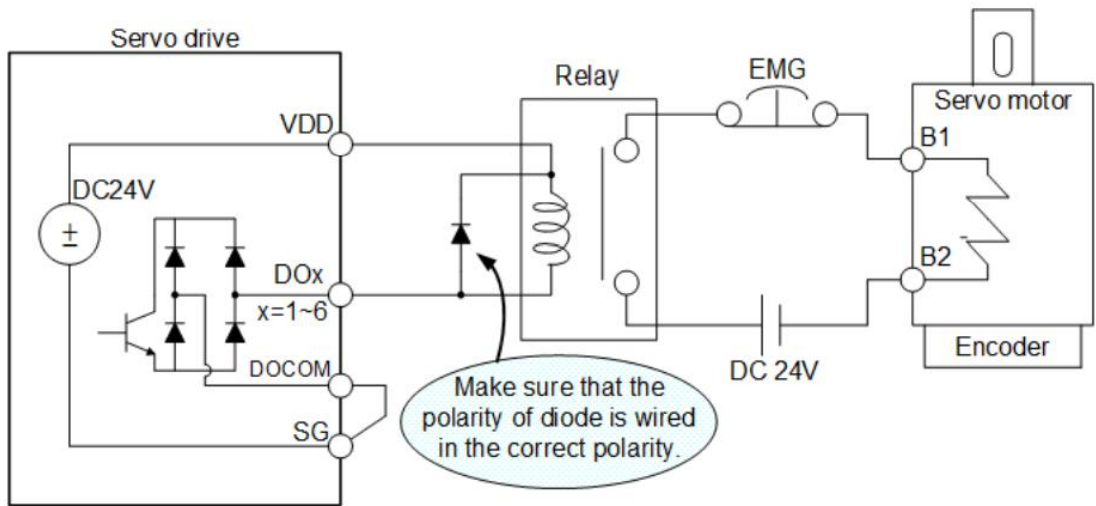 Servo drive
VDD
DC24V
±
DOx
x=1~6
DOCOM
SG
Relay
EMG
DC 24V
Servo motor
B1
B2
Encoder
Make sure that the
polarity of diode is wired
in the correct polarity.